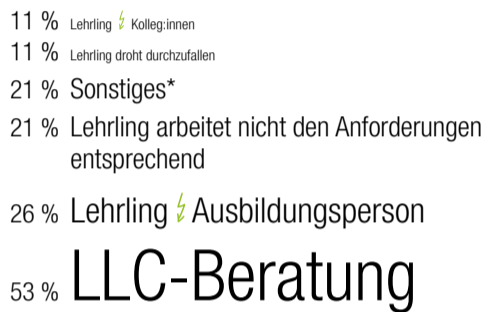 11 % Lehrling Kolleg:innen
11 % Lehrling droht durchzufallen
21 % Sonstiges*
21 % Lehrling arbeitet nicht den Anforderungen
entsprechend
26 % Lehrling Ausbildungsperson
53 % LLC-Beratung